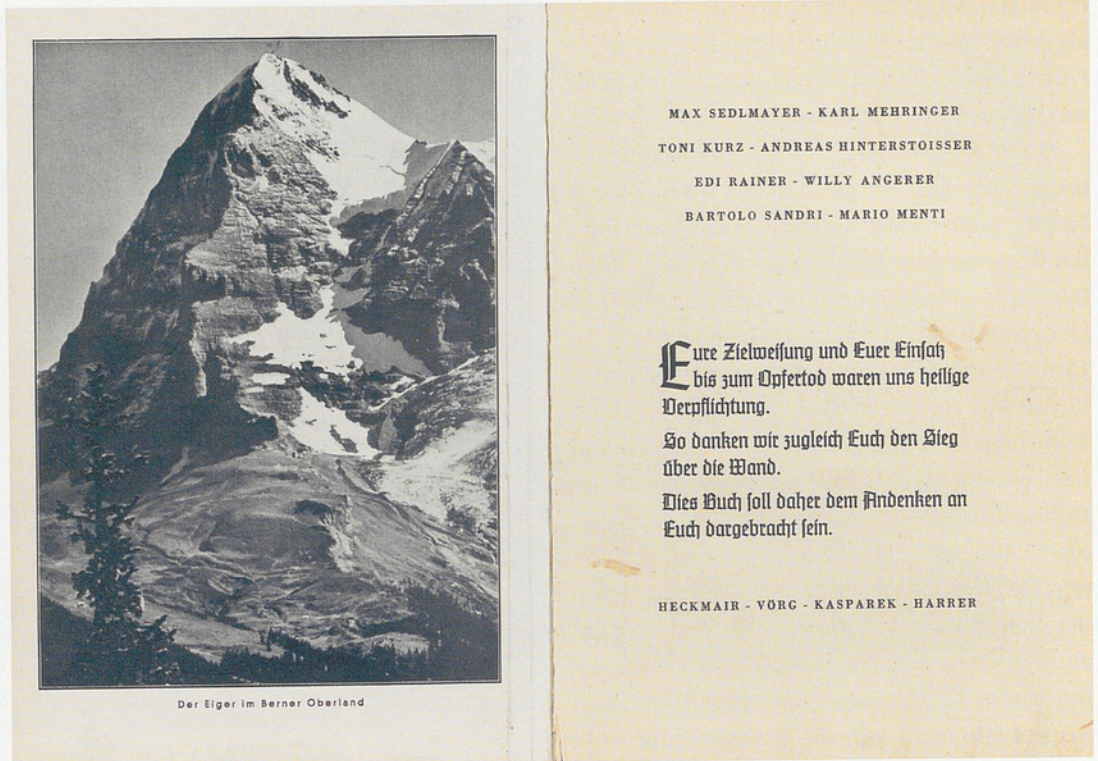 Der Eiger im Berner Oberland
MAX SEDLMAYER - KARL MEHRINGER
TONI KURZ - ANDREAS HINTERSTOISSER
EDI RAINER - WILLY ANGERER
BARTOLO SANDRI - MARIO MENTI
Eure Zielweiſung und Euer Einſatz
bis zum Opfertod waren uns heilige
Verpflichtung.
So danken wir zugleich Euch den Sieg
über die Wand.
Dies Buch ſoll daher dem Andenken an
Euch dargebracht ſein.
HECKMAIR - VÖRG - KASPAREK - HARRER